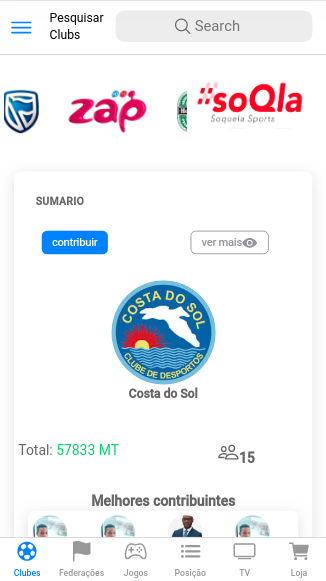 Pesquisar
Clubs
Search
zap
#soQla
Soquela Sports
SUMARIO
contribuir
ver mais
COSTA DO SOL
CLUBE DE DESPORTOS
Costa do Sol
Total: 57833 MT
15
Melhores contribuintes
Clubes
Federações
Jogos
Posição
TV
Loja